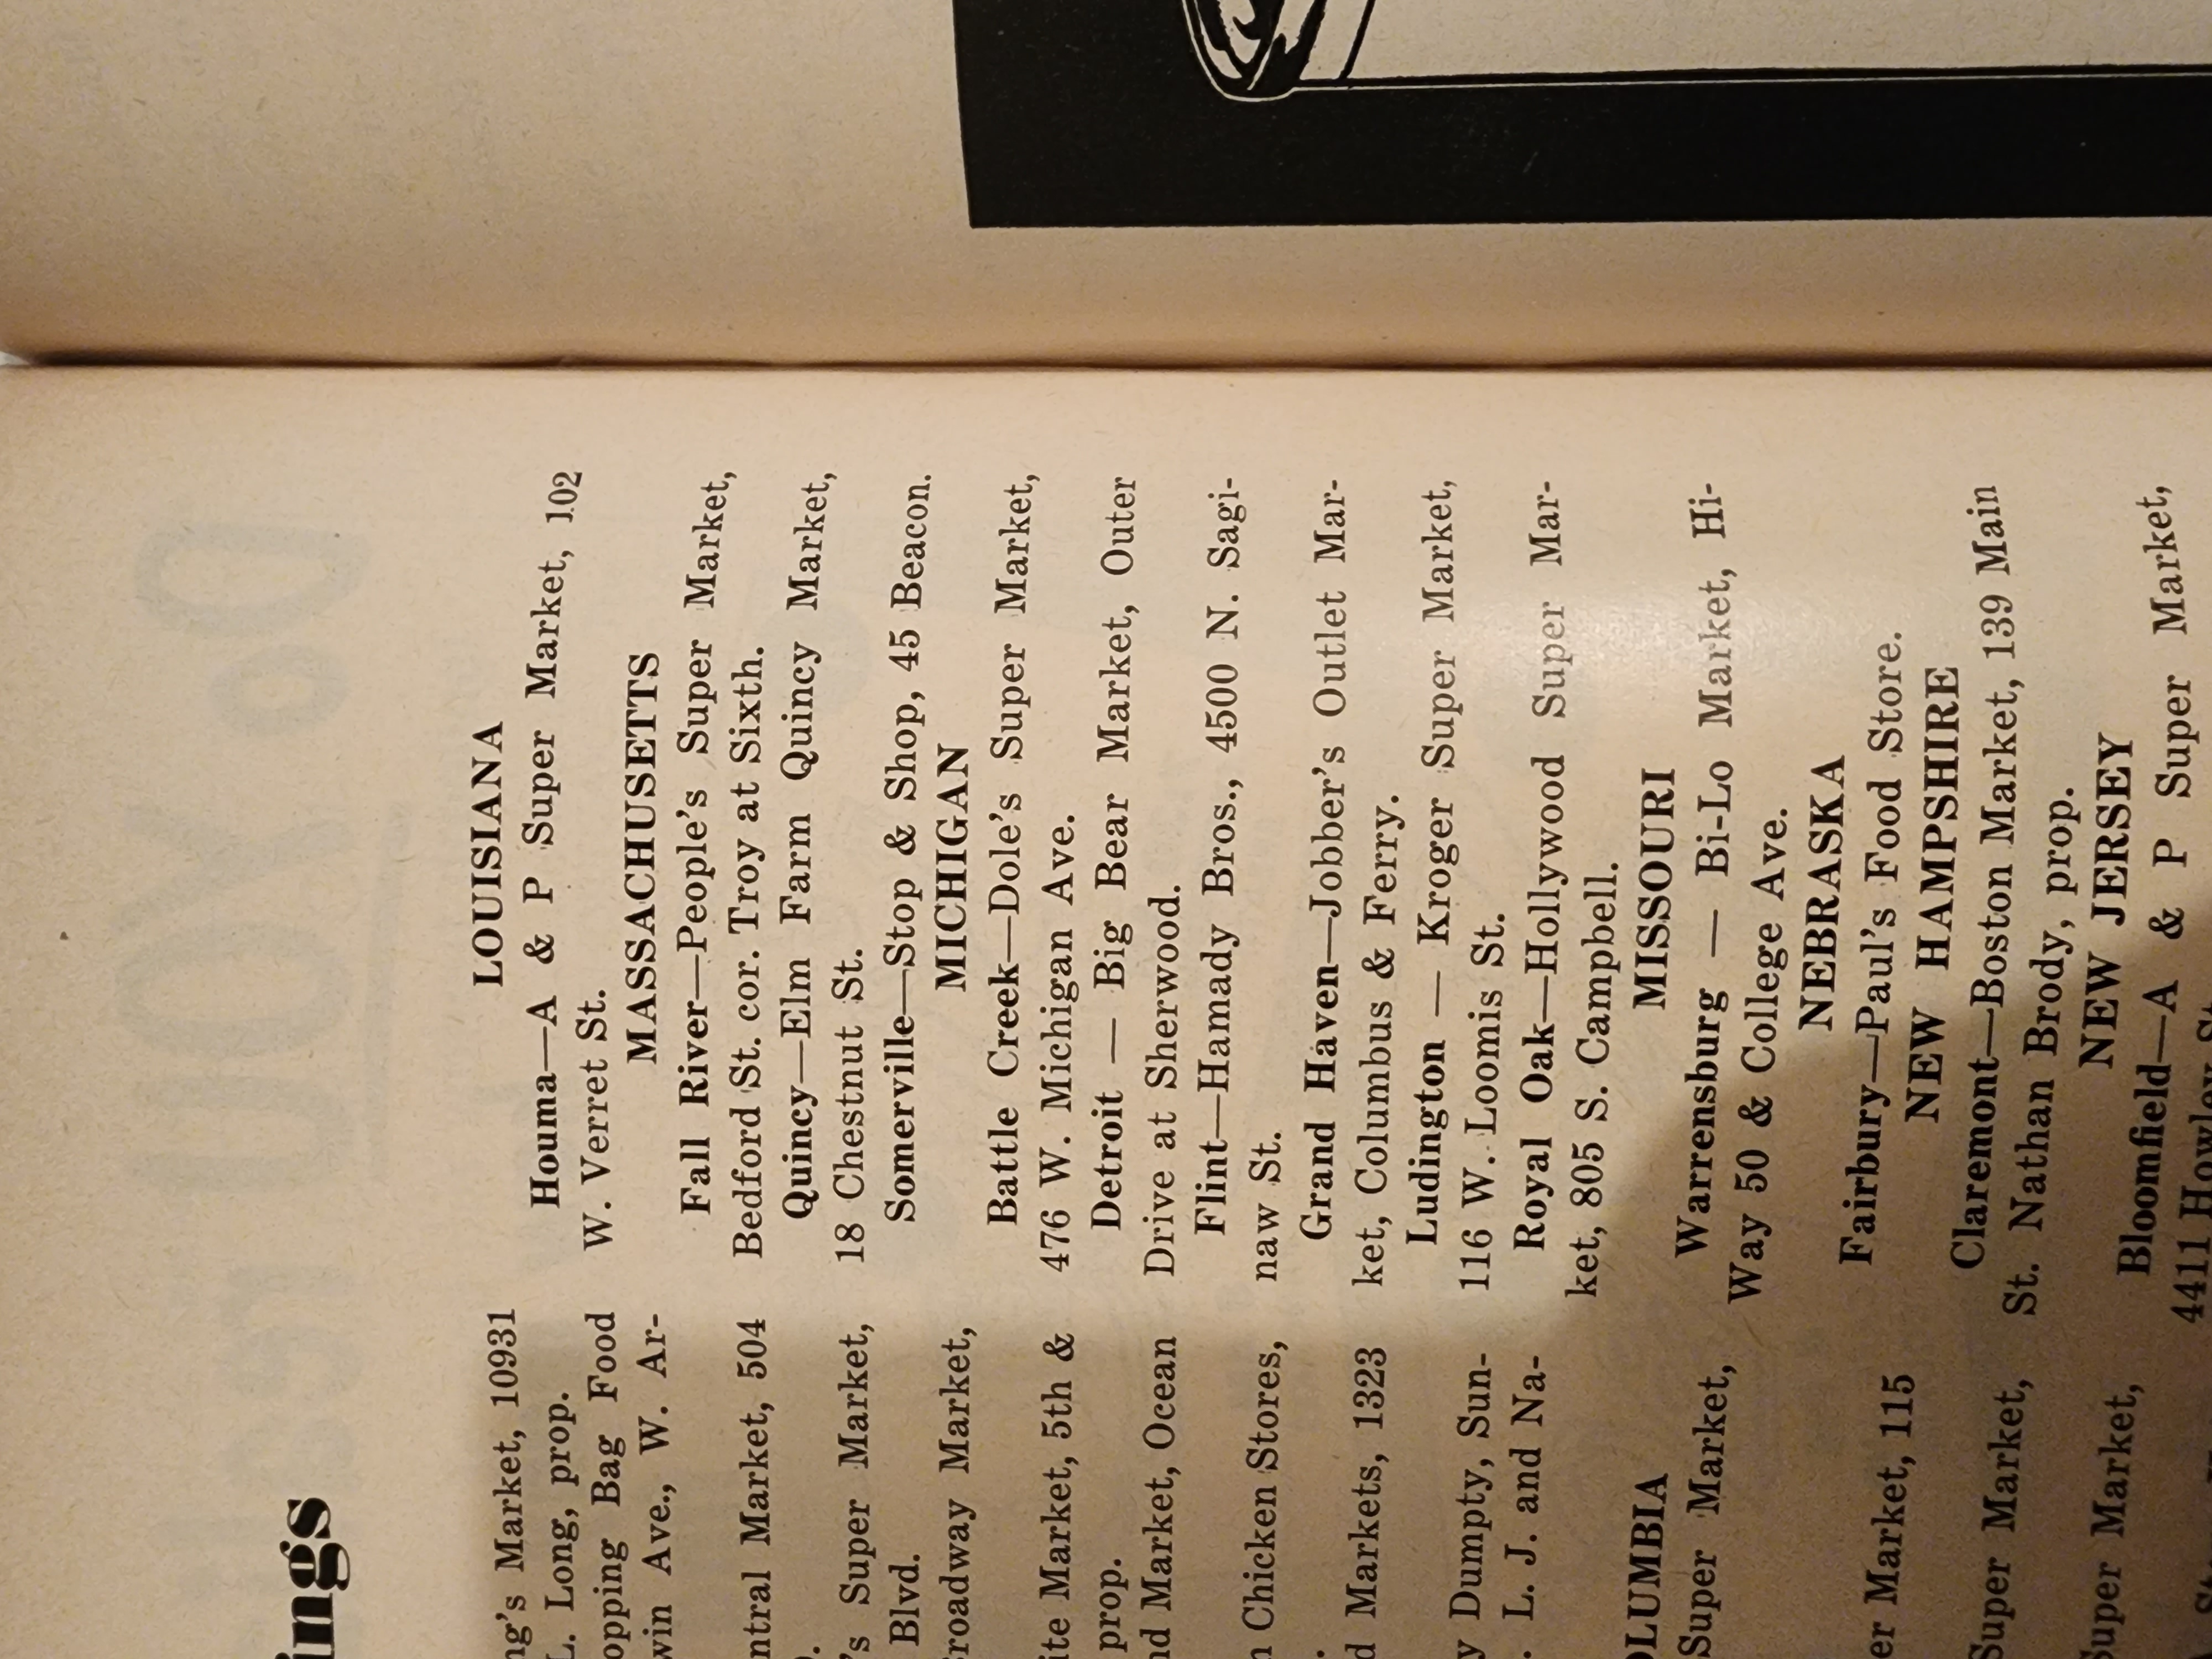 ings
ng's Market, 10931
L. Long, prop.
opping Bag Food
win Ave., W. Ar-
ntral Market, 504
's Super Market,
Blvd.
roadway Market,
ite Market, 5th &
prop.
nd Market, Ocean
n Chicken Stores,
d Markets, 1323
y Dumpty, Sun-
. L. J. and Na-
OLUMBIA
Super Market,
er Market, 115
Super Market,
Super Market,
LOUISIANA
Houma—A & P Super Market, 102
W. Verret St.
MASSACHUSETTS
Fall River—People's Super Market,
Bedford St. cor. Troy at Sixth.
Quincy—Elm Farm Quincy Market,
18 Chestnut St.
Somerville—Stop & Shop, 45 Beacon.
MICHIGAN
Battle Creek—Dole's Super Market,
476 W. Michigan Ave.
Detroit — Big Bear Market, Outer
Drive at Sherwood.
Flint—Hamady Bros., 4500 N. Sagi-
naw St.
Grand Haven—Jobber's Outlet Mar-
ket, Columbus & Ferry.
Ludington — Kroger Super Market,
116 W. Loomis St.
Royal Oak—Hollywood Super Mar-
ket, 805 S. Campbell.
MISSOURI
Warrensburg — Bi-Lo Market, Hi-
Way 50 & College Ave.
NEBRASKA
Fairbury—Paul's Food Store.
NEW HAMPSHIRE
Claremont—Boston Market, 139 Main
St. Nathan Brody, prop.
NEW JERSEY
Bloomfield—A & P Super Market,
4411 Howley St.